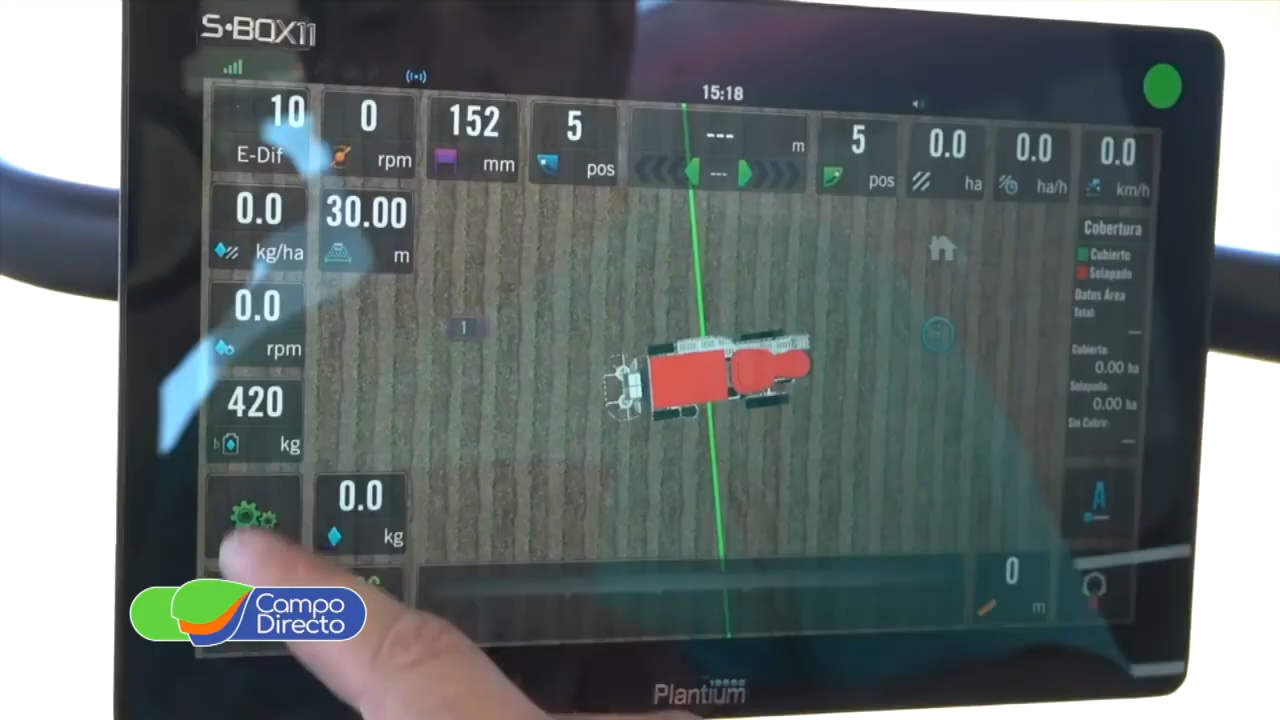 S•BOX11
15:18
10
E-Dif
0
rpm
152
mm
5
pos
---
m
---
5
pos
0.0
ha
0.0
ha/h
0.0
km/h
0.0
kg/ha
30.00
m
0.0
rpm
420
kg
0.0
kg
1
Cobertura
Cubierto
Solapado
Datos Área
Total:
---
Cubierta:
0.00 ha
Solapada:
0.00 ha
Sin Cubrir:
---
A
0
m
Campo
Directo
Plantium